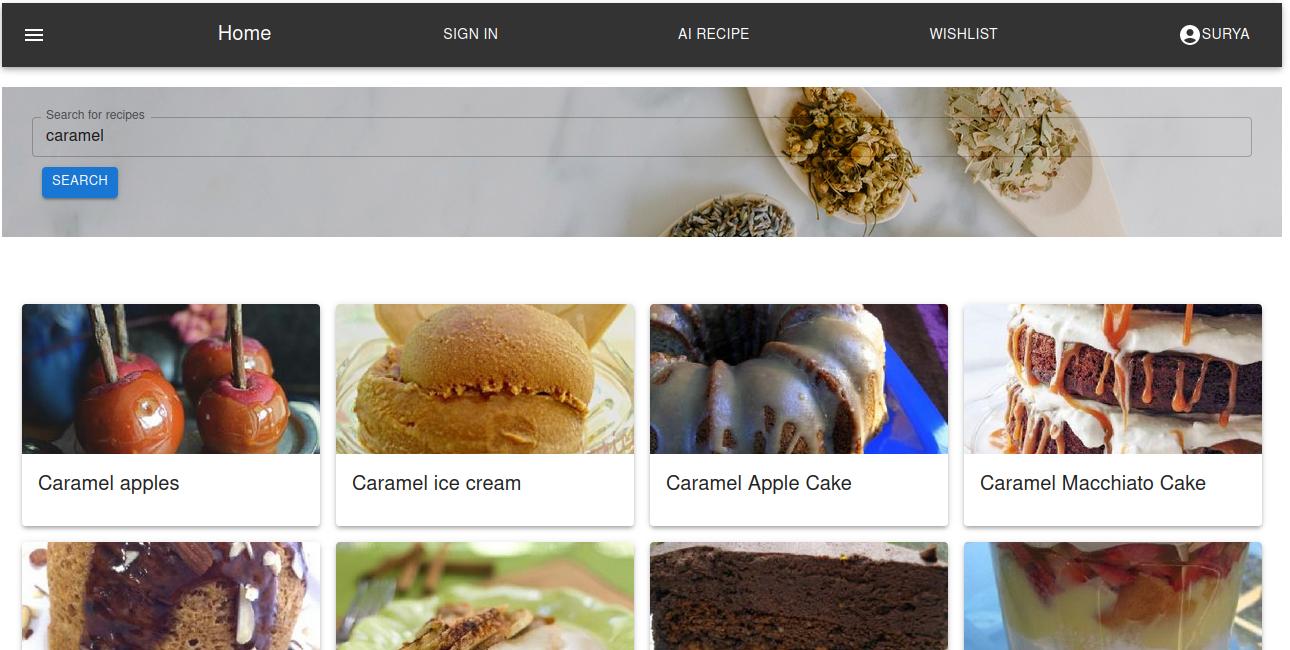 Home
SIGN IN
AI RECIPE
WISHLIST
SURYA
Search for recipes
caramel
SEARCH
Caramel apples
Caramel ice cream
Caramel Apple Cake
Caramel Macchiato Cake